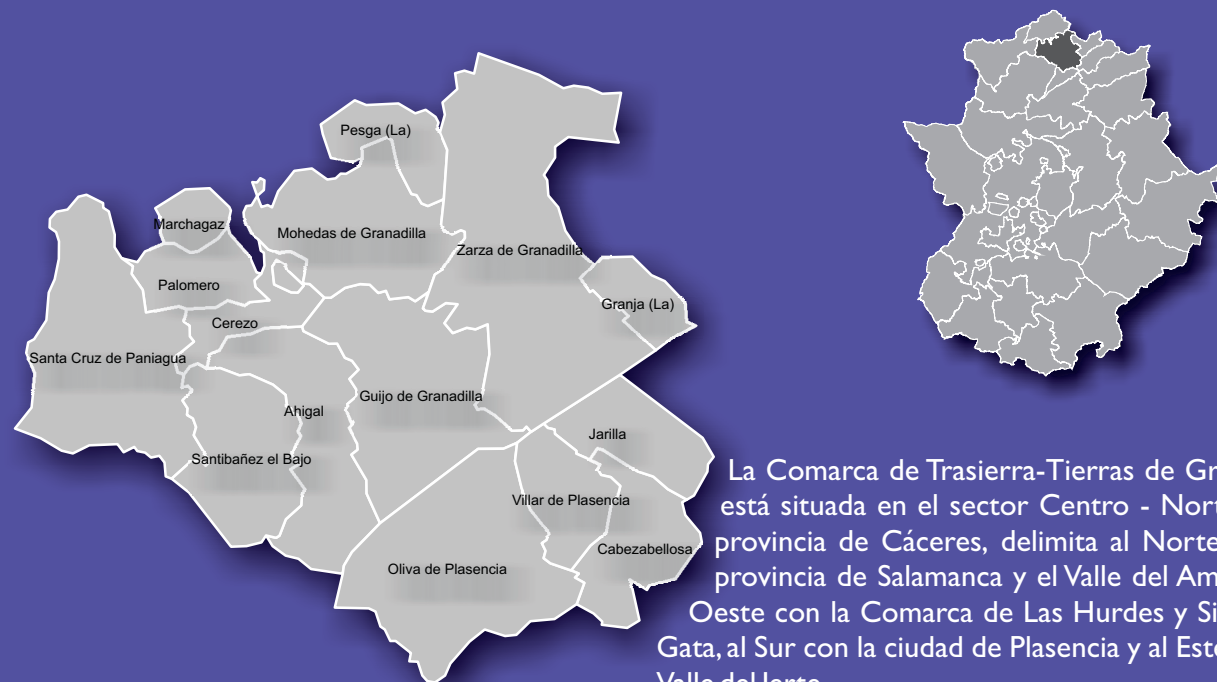 Pesga (La)
Marchagaz
Mohedas de Granadilla
Zarza de Granadilla
Palomero
Granja (La)
Cerezo
Santa Cruz de Paniagua
Guijo de Granadilla
Ahigal
Jarilla
Santibañez el Bajo
Villar de Plasencia
Cabezabellosa
Oliva de Plasencia
La Comarca de Trasierra-Tierras de Gr
está situada en el sector Centro - Nort
provincia de Cáceres, delimita al Norte
provincia de Salamanca y el Valle del Am
Oeste con la Comarca de Las Hurdes y Si
Gata, al Sur con la ciudad de Plasencia y al Este
Valle del Jerte